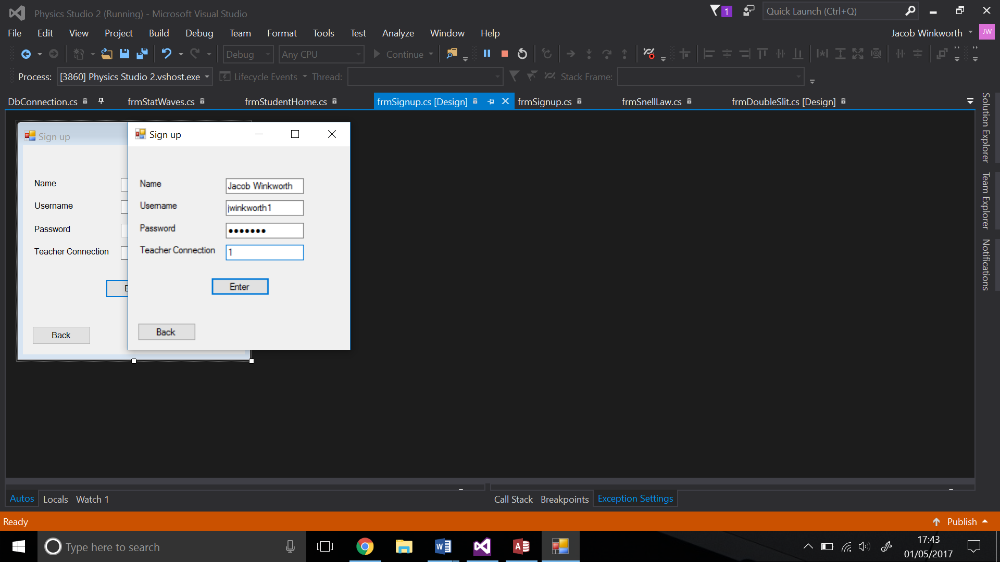 Physics Studio 2 (Running) - Microsoft Visual Studio
1
Quick Launch (Ctrl+Q)
File Edit View Project Build Debug Team Format Tools Test Analyze Window Help
Jacob Winkworth JW
Debug Any CPU Continue
Process: [3860] Physics Studio 2.vshost.exe Lifecycle Events Thread: Stack Frame:
DbConnection.cs frmStatWaves.cs frmStudentHome.cs frmSignup.cs [Design] frmSignup.cs frmSnellLaw.cs frmDoubleSlit.cs [Design]
Solution Explorer
Team Explorer
Notifications
Sign up
Name
Username
Password
Teacher Connection
E
Back
Sign up
Name Jacob Winkworth
Username jwinkworth1
Password •••••••
Teacher Connection 1
Enter
Back
Autos Locals Watch 1
Call Stack Breakpoints Exception Settings
Ready
Publish
Type here to search
17:43
01/05/2017